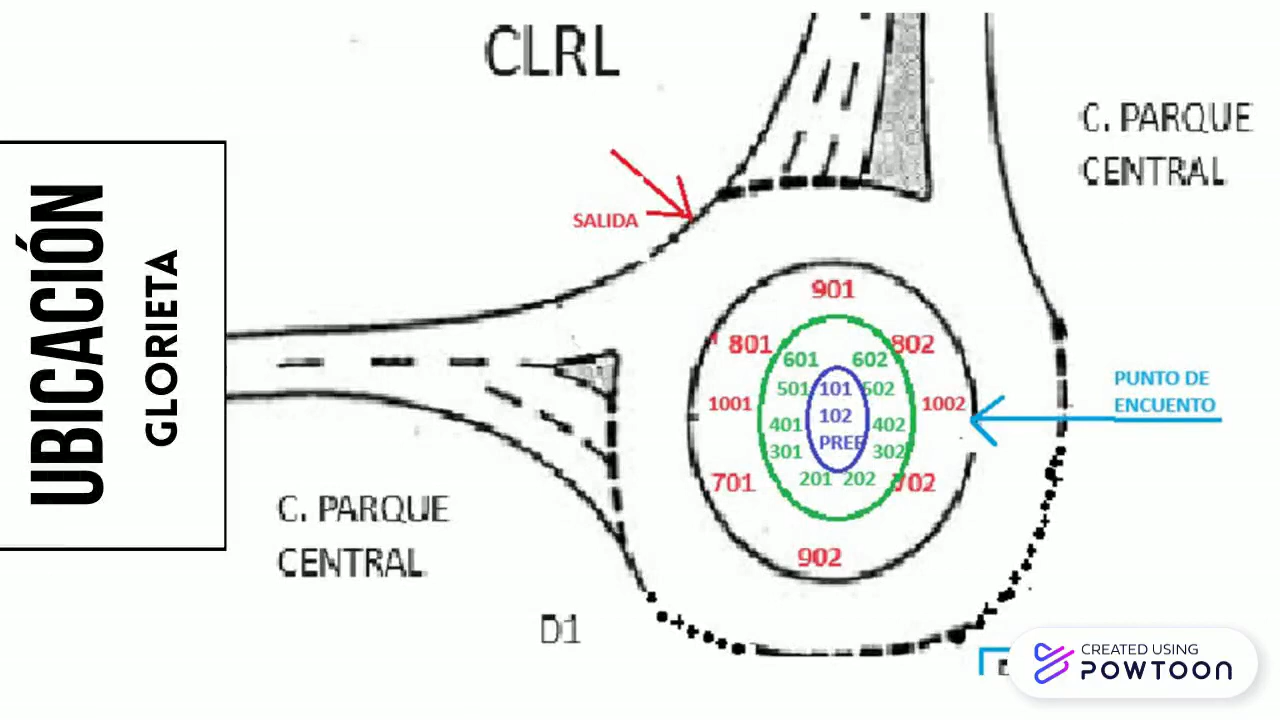 CLRL
C. PARQUE
CENTRAL
UBICACIÓN
GLORIETA
SALIDA
901
801
802
601
602
501
101
502
1001
102
1002
401
402
PREE
301
302
701
201
202
702
902
PUNTO DE
ENCUENTO
C. PARQUE
CENTRAL
D1
CREATED USING
POWTOON